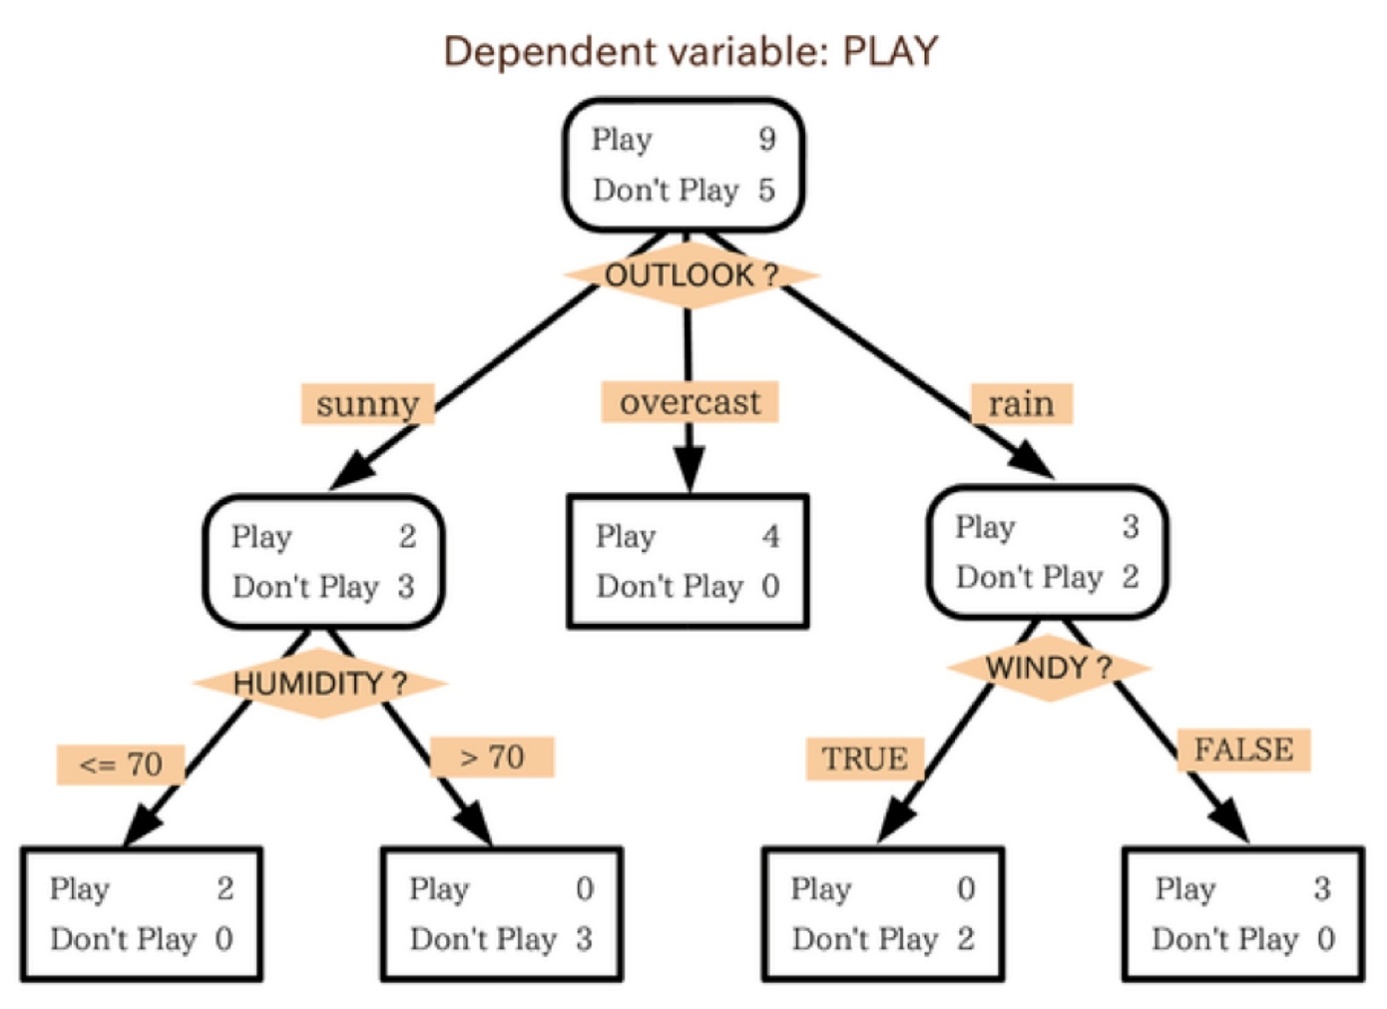 Dependent variable: PLAY
Play 9
Don't Play 5
OUTLOOK ?
sunny
overcast
rain
Play 2
Don't Play 3
Play 4
Don't Play 0
Play 3
Don't Play 2
HUMIDITY ?
WINDY ?
<= 70
> 70
TRUE
FALSE
Play 2
Don't Play 0
Play 0
Don't Play 3
Play 0
Don't Play 2
Play 3
Don't Play 0